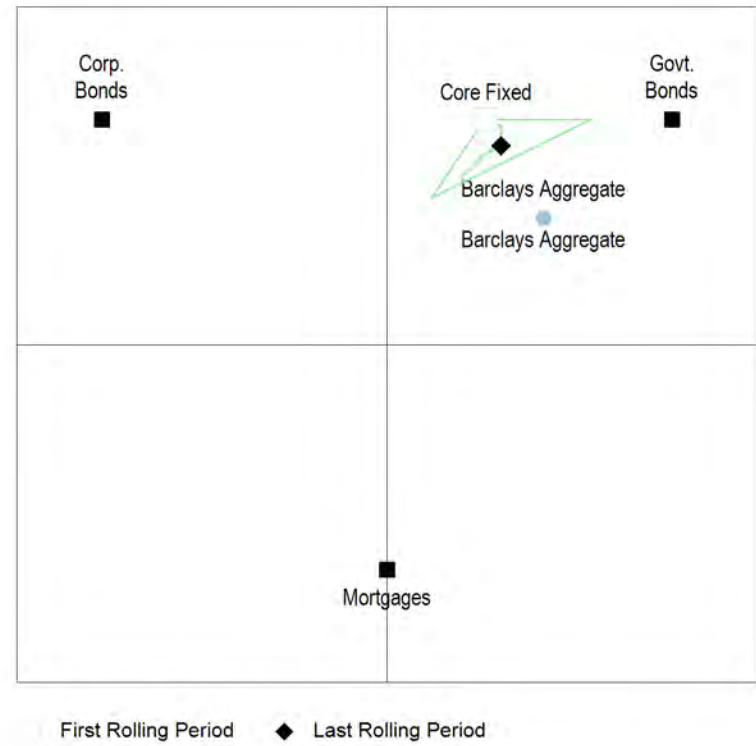 Corp.
Bonds
Govt.
Bonds
Core Fixed
Barclays Aggregate
Barclays Aggregate
Mortgages
First Rolling Period
Last Rolling Period